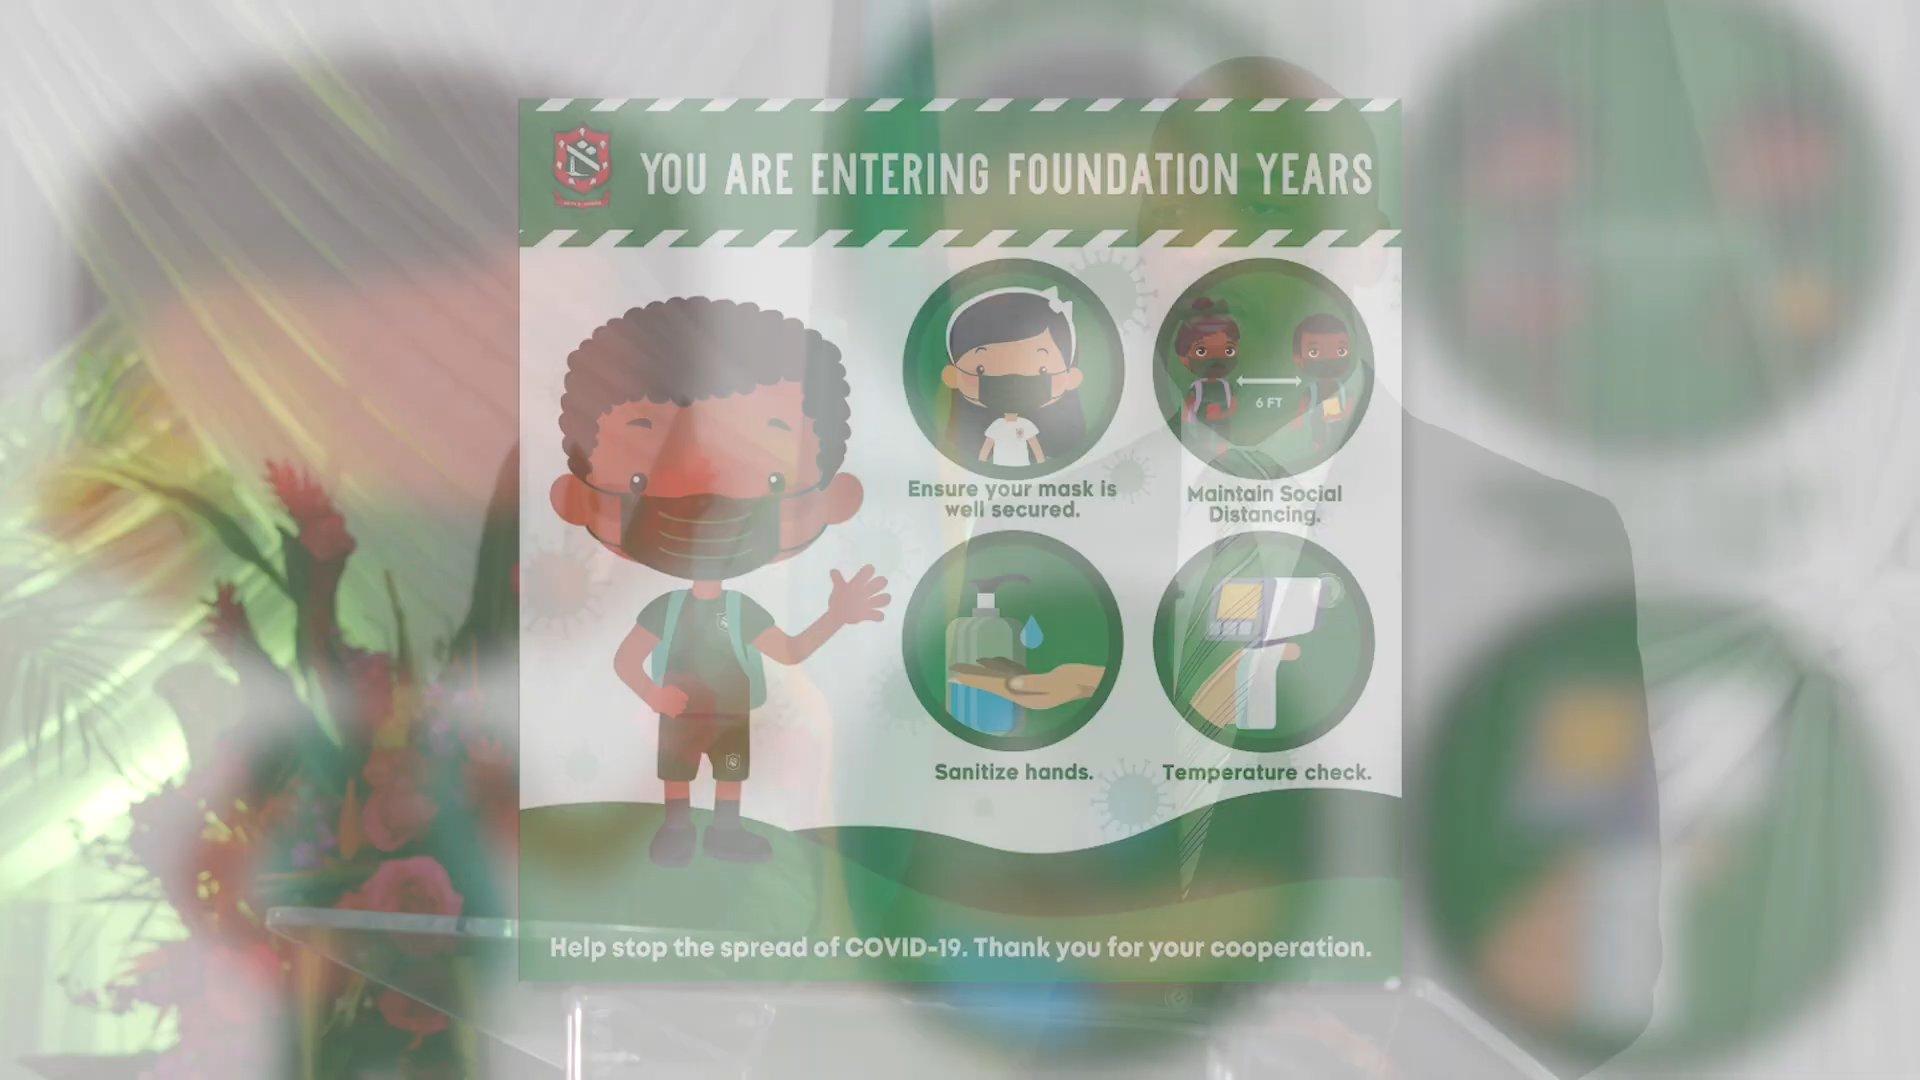 YOU ARE ENTERING FOUNDATION YEARS
6 FT
Ensure your mask is
well secured.
Maintain Social
Distancing.
Sanitize hands.
Temperature check.
Help stop the spread of COVID-19. Thank you for your cooperation.